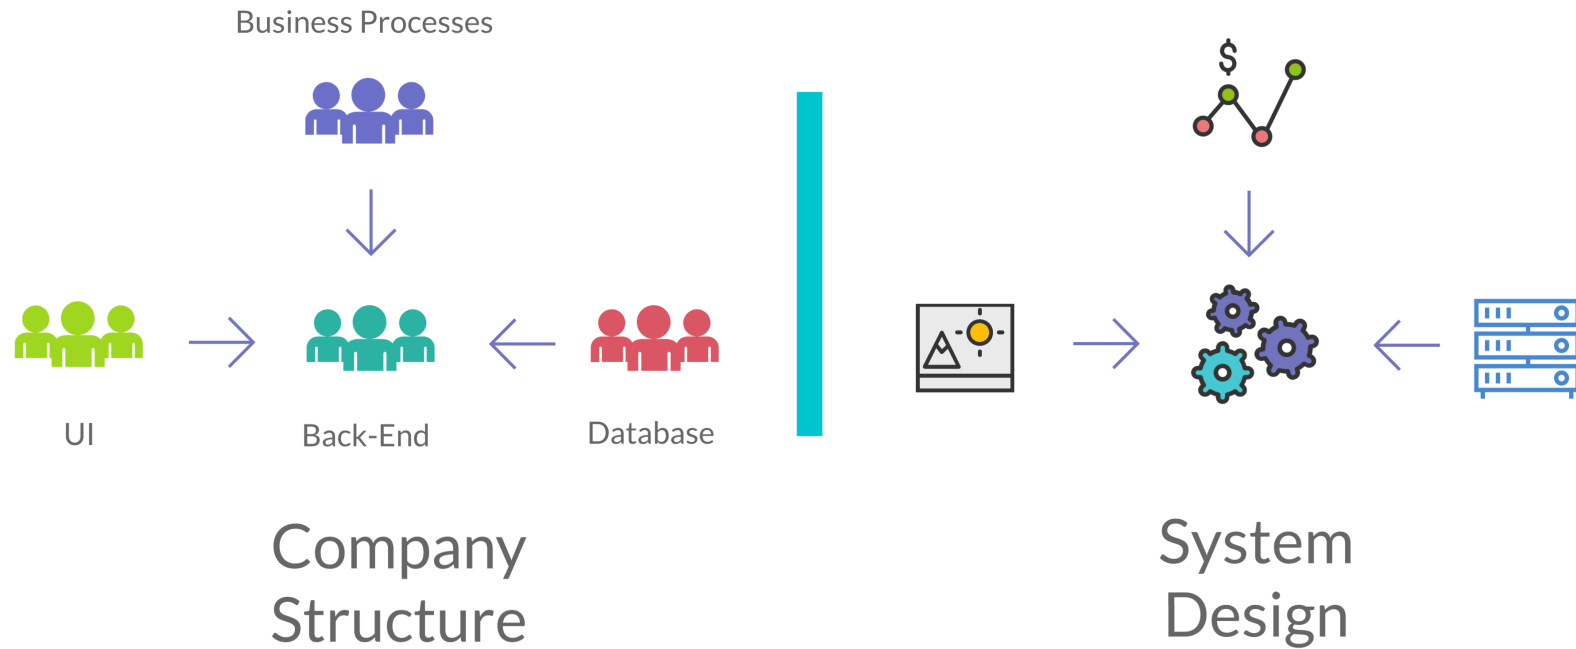 Business Processes
$
UI
Back-End
Database
Company
Structure
System
Design